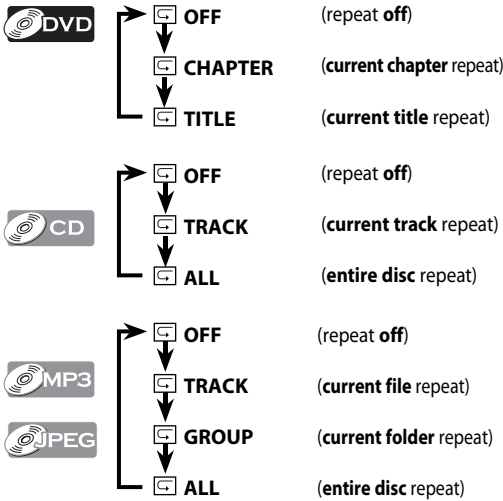 DVD OFF (repeat off)
CHAPTER (current chapter repeat)
TITLE (current title repeat)
OFF (repeat off)
CD TRACK (current track repeat)
ALL (entire disc repeat)
OFF (repeat off)
MP3 TRACK (current file repeat)
JPEG GROUP (current folder repeat)
ALL (entire disc repeat)